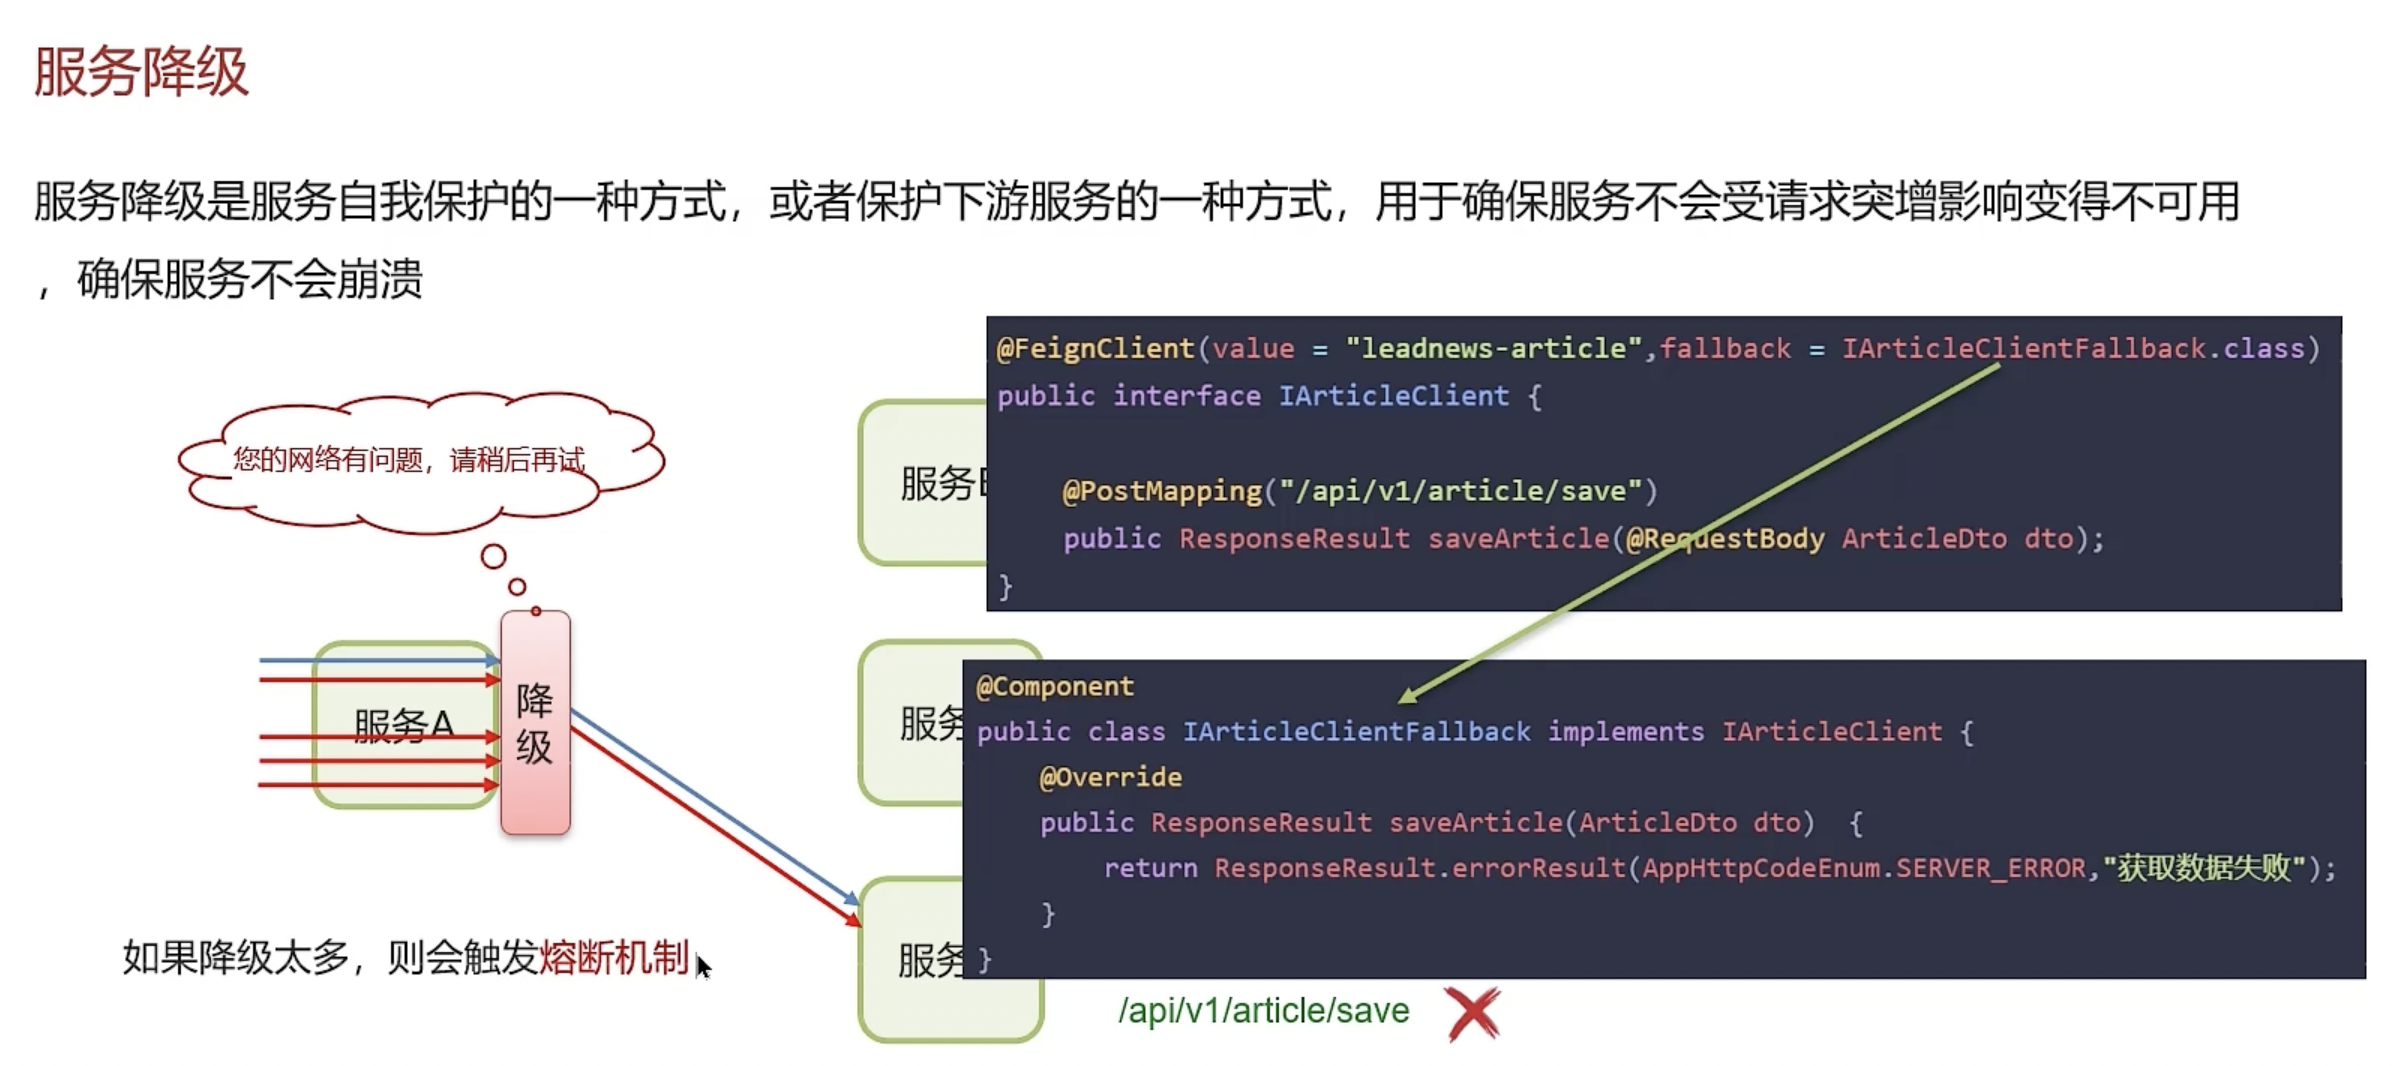 服务降级
服务降级是服务自我保护的一种方式，或者保护下游服务的一种方式，用于确保服务不会受请求突增影响变得不可用
，确保服务不会崩溃
@FeignClient(value = "leadnews-article",fallback = IArticleClientFallback.class)
public interface IArticleClient {
@PostMapping("/api/v1/article/save")
public ResponseResult saveArticle(@RequestBody ArticleDto dto);
}
您的网络有问题，请稍后再试
服务
服务A
降
级
服务
@Component
public class IArticleClientFallback implements IArticleClient {
@Override
public ResponseResult saveArticle(ArticleDto dto)  {
return ResponseResult.errorResult(AppHttpCodeEnum.SERVER_ERROR,"获取数据失败");
}
}
服务
如果降级太多，则会触发熔断机制
/api/v1/article/save